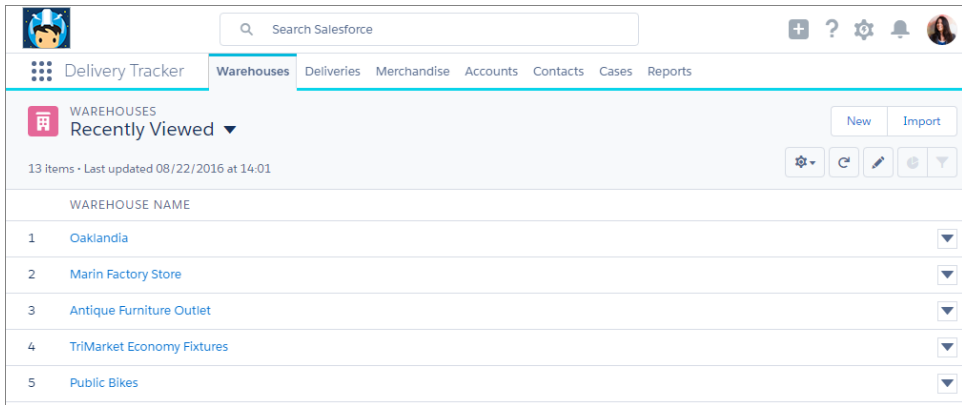 Search Salesforce
Delivery Tracker Warehouses Deliveries Merchandise Accounts Contacts Cases Reports
WAREHOUSES
Recently Viewed
New Import
13 items · Last updated 08/22/2016 at 14:01
WAREHOUSE NAME
1 Oaklandia
2 Marin Factory Store
3 Antique Furniture Outlet
4 TriMarket Economy Fixtures
5 Public Bikes